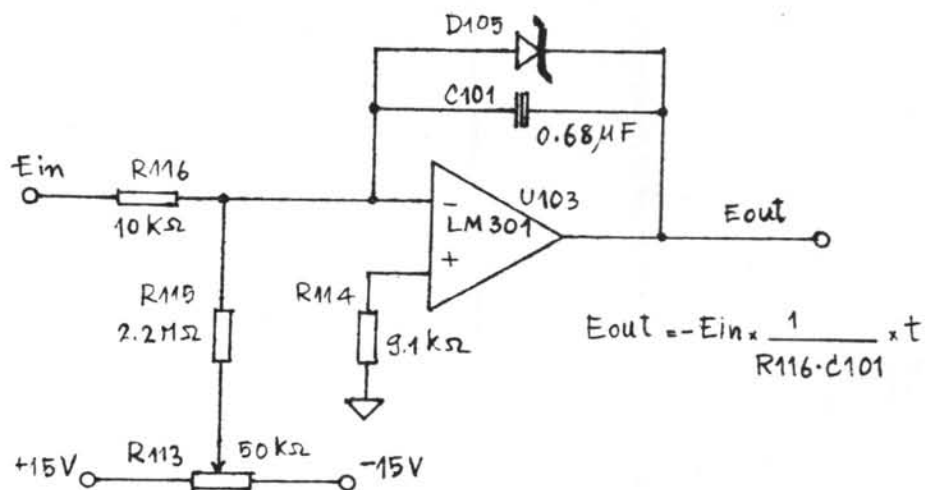 D105
C101
0.68µF
Ein
R116
10kΩ
-
U103
LM301
+
Eout
R115
2.2MΩ
R114
9.1kΩ
Eout = -Ein × 1 / R116·C101 × t
+15V
R113
50kΩ
-15V